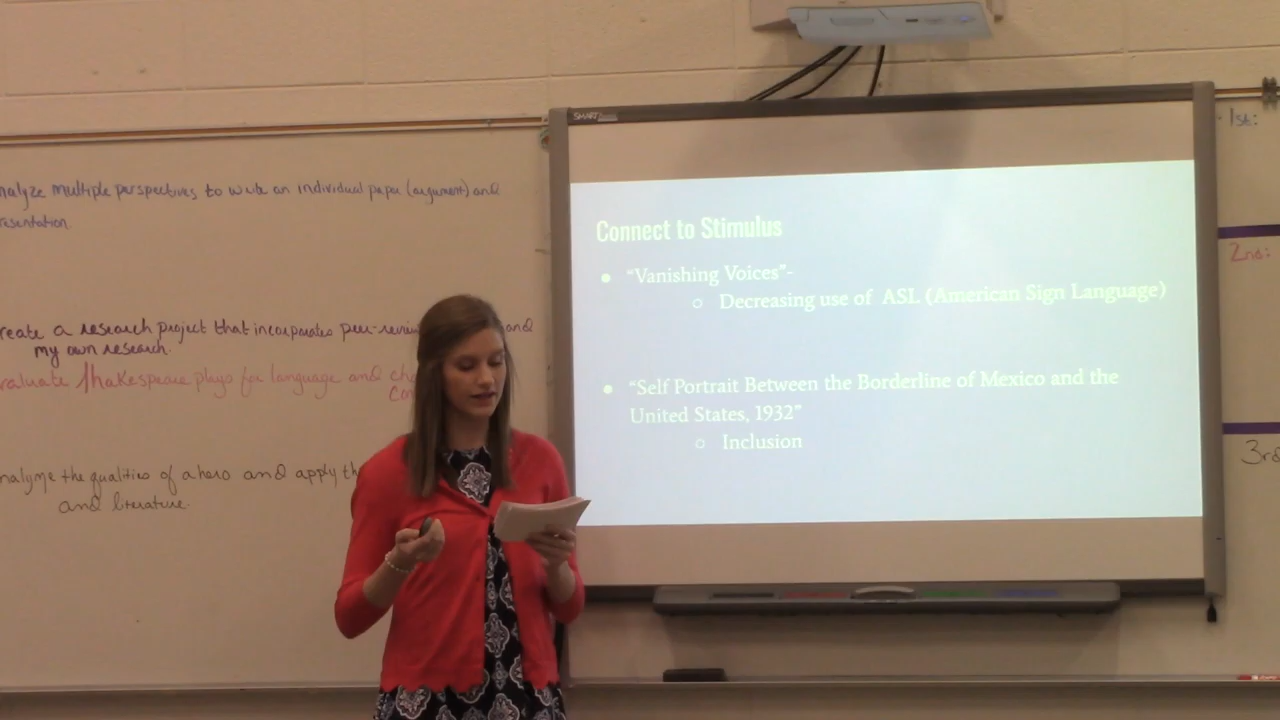 nalyze multiple perspectives to write an individual paper (argument) and
resentation.
reate a research project that incorporates peer-review and
my own research.
valuate Shakespeare plays for language and ch
con
nalyze the qualities of a hero and apply th
and literature.
SMART
Connect to Stimulus
• “Vanishing Voices”-
○ Decreasing use of ASL (American Sign Language)
• “Self Portrait Between the Borderline of Mexico and the
United States, 1932”
○ Inclusion
1st:
2nd:
3rd